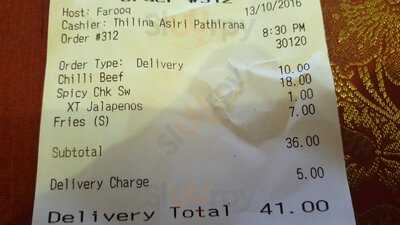 Order #312
Host: Farooq 13/10/2016
Cashier: Thilina Asiri Pathirana
Order #312 8:30 PM
30120
Order Type: Delivery
Chilli Beef 10.00
Spicy Chk Sw 18.00
XT Jalapenos 1.00
Fries (S) 7.00
Subtotal 36.00
Delivery Charge 5.00
Delivery Total 41.00